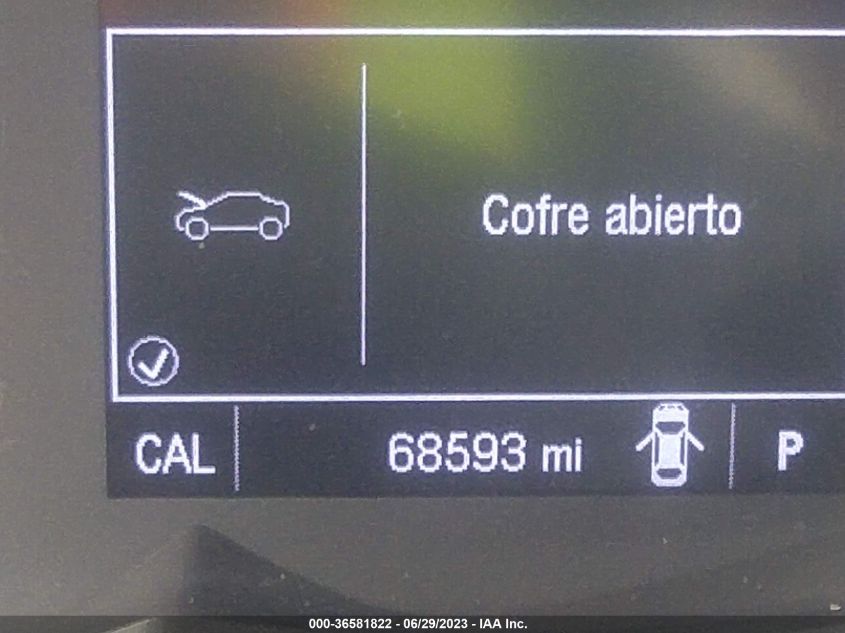 Cofre abierto
CAL 68593 mi P
000-36581822 - 06/29/2023 - IAA Inc.